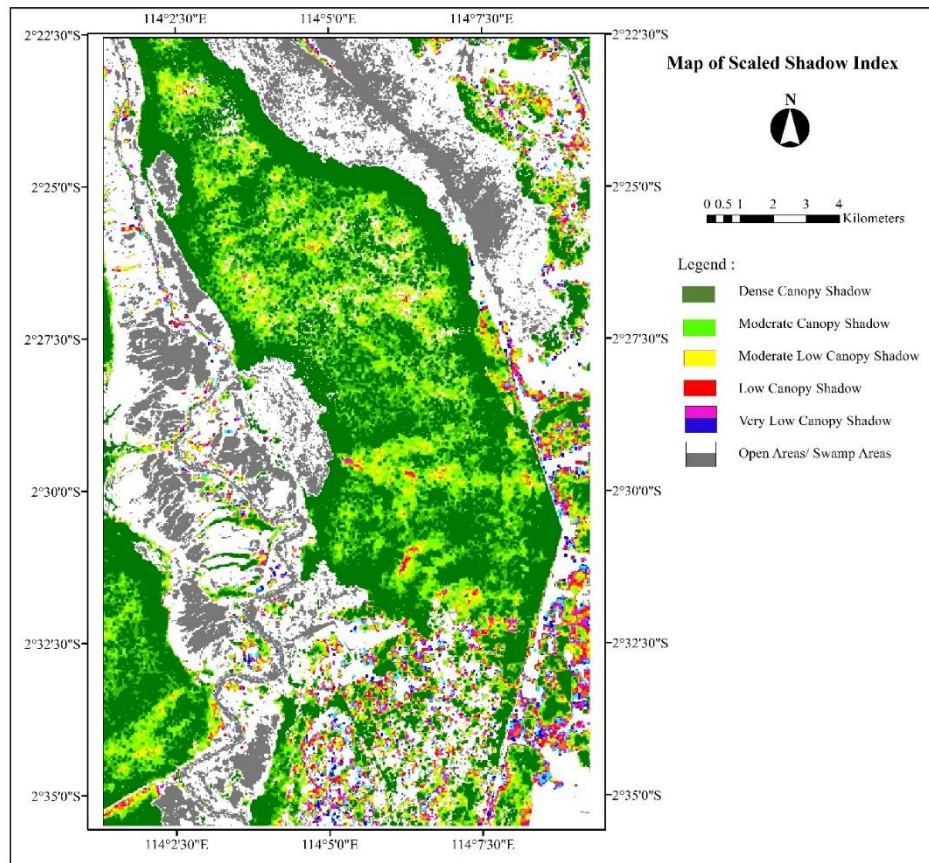 114°2'30"E 114°5'0"E 114°7'30"E
2°22'30"S 2°22'30"S
Map of Scaled Shadow Index
N
2°25'0"S 2°25'0"S
0 0.5 1 2 3 4
Kilometers
Legend :
Dense Canopy Shadow
2°27'30"S 2°27'30"S
Moderate Canopy Shadow
Moderate Low Canopy Shadow
Low Canopy Shadow
Very Low Canopy Shadow
Open Areas/ Swamp Areas
2°30'0"S 2°30'0"S
2°32'30"S 2°32'30"S
2°35'0"S 2°35'0"S
114°2'30"E 114°5'0"E 114°7'30"E